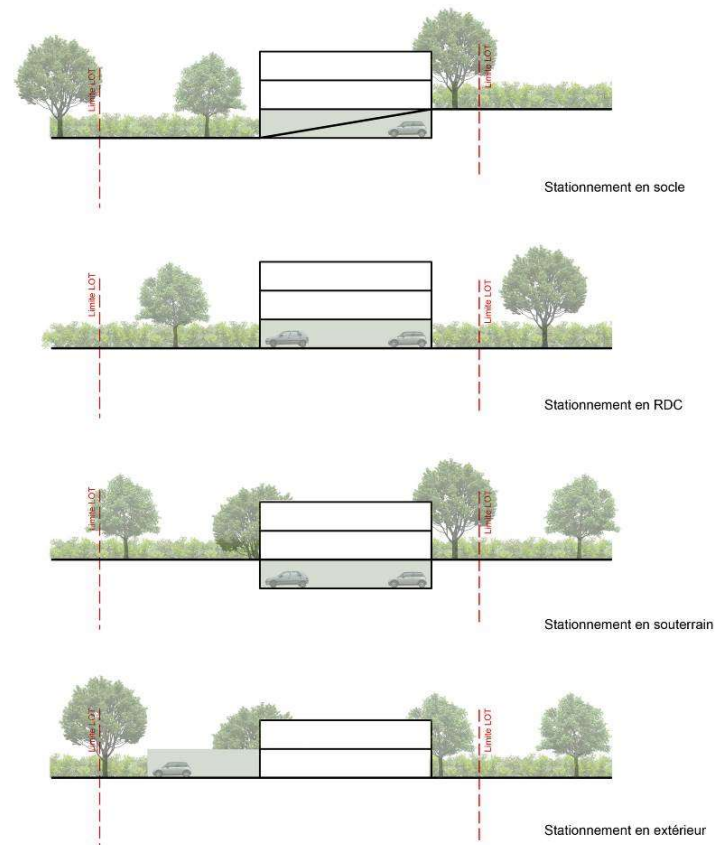 Limite LOT
Limite LOT
Stationnement en socle
Limite LOT
Limite LOT
Stationnement en RDC
Limite LOT
Limite LOT
Stationnement en souterrain
Limite LOT
Limite LOT
Stationnement en extérieur